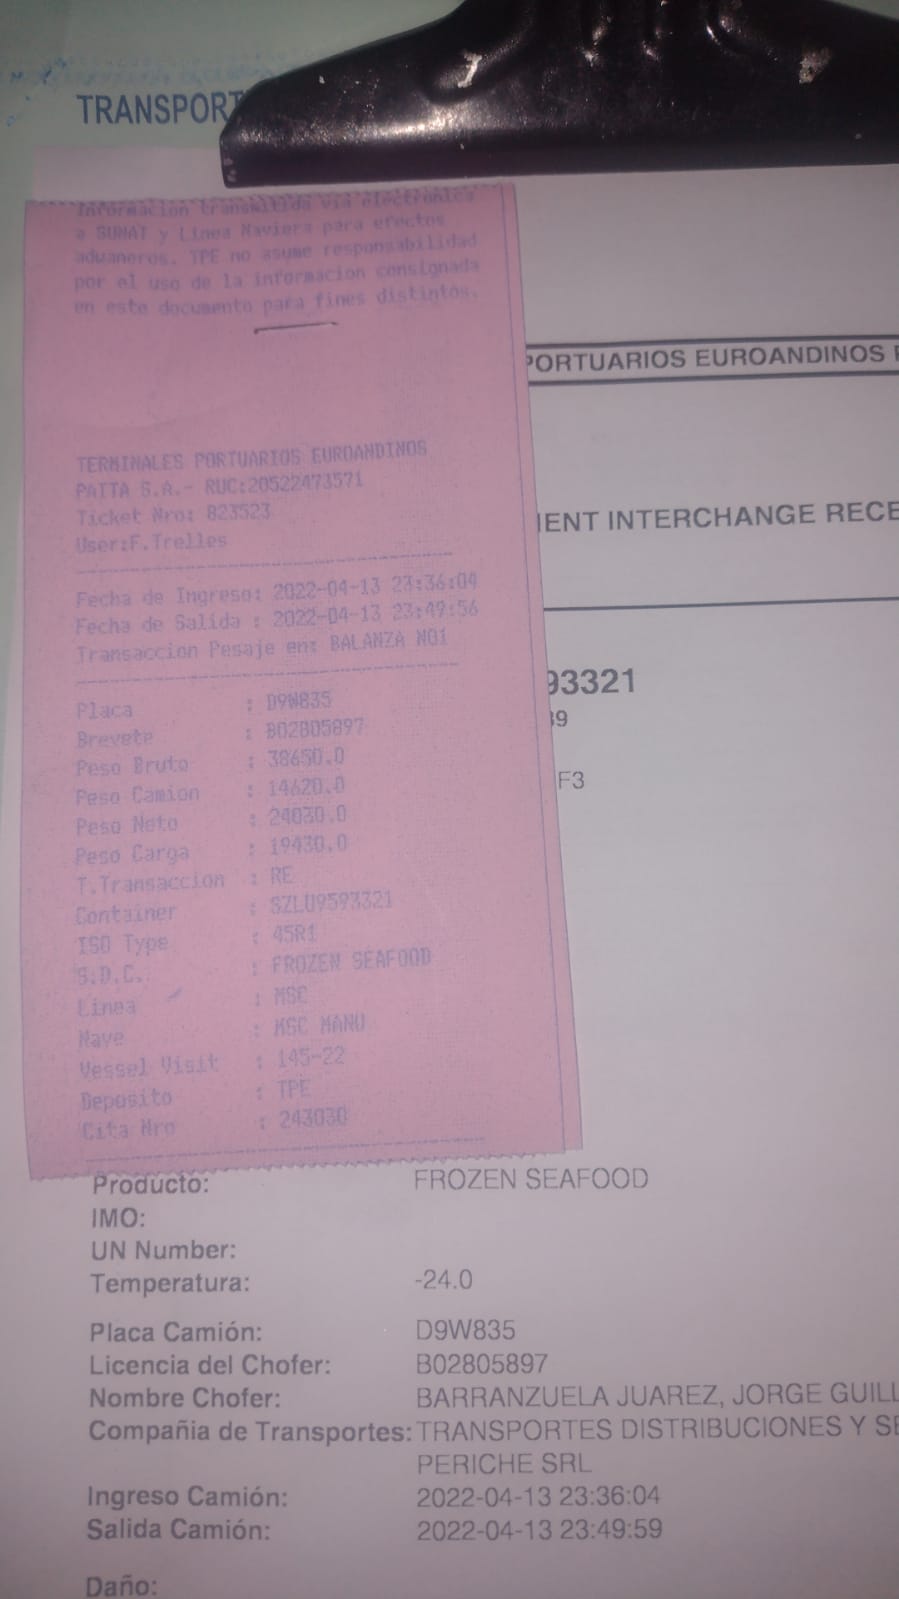 TRANSPORT
Informacion transmitida via electronica
a SUNAT y Linea Naviera para efectos
aduaneros. TPE no asume responsabilidad
por el uso de la informacion consignada
en este documento para fines distintos.
PORTUARIOS EUROANDINOS
TERMINALES PORTUARIOS EUROANDINOS
PAITA S.A.- RUC:20522473571
Ticket Nro: 823523
User:F.Trelles
MENT INTERCHANGE RECE
Fecha de Ingreso: 2022-04-13 23:36:04
Fecha de Salida : 2022-04-13 23:49:56
Transaccion Pesaje en: BALANZA NO1
93321
39
F3
Placa : D9W835
Brevete : B02805897
Peso Bruto : 38650.0
Peso Camion : 14620.0
Peso Neto : 24030.0
Peso Carga : 19430.0
T.Transaccion : RE
Container : SZLU9593321
ISO Type : 45R1
S.D.C. : FROZEN SEAFOOD
Linea : MSC
Nave : MSC MANU
Vessel Visit : 145-22
Deposito : TPE
Cita Nro : 243030
Producto: FROZEN SEAFOOD
IMO:
UN Number:
Temperatura: -24.0
Placa Camión: D9W835
Licencia del Chofer: B02805897
Nombre Chofer: BARRANZUELA JUAREZ, JORGE GUILL
Compañia de Transportes: TRANSPORTES DISTRIBUCIONES Y SE
PERICHE SRL
Ingreso Camión: 2022-04-13 23:36:04
Salida Camión: 2022-04-13 23:49:59
Daño: